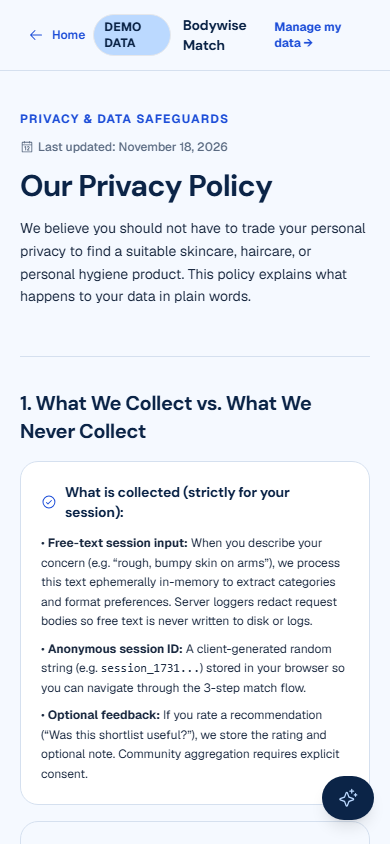 ← Home
DEMO
DATA
Bodywise
Match
Manage my
data →
PRIVACY & DATA SAFEGUARDS
Last updated: November 18, 2026
Our Privacy Policy
We believe you should not have to trade your personal
privacy to find a suitable skincare, haircare, or
personal hygiene product. This policy explains what
happens to your data in plain words.
1. What We Collect vs. What We
Never Collect
What is collected (strictly for your
session):
• Free-text session input: When you describe your
concern (e.g. “rough, bumpy skin on arms”), we process
this text ephemerally in-memory to extract categories
and format preferences. Server loggers redact request
bodies so free text is never written to disk or logs.
• Anonymous session ID: A client-generated random
string (e.g. session_1731...) stored in your browser so
you can navigate through the 3-step match flow.
• Optional feedback: If you rate a recommendation
(“Was this shortlist useful?”), we store the rating and
optional note. Community aggregation requires explicit
consent.